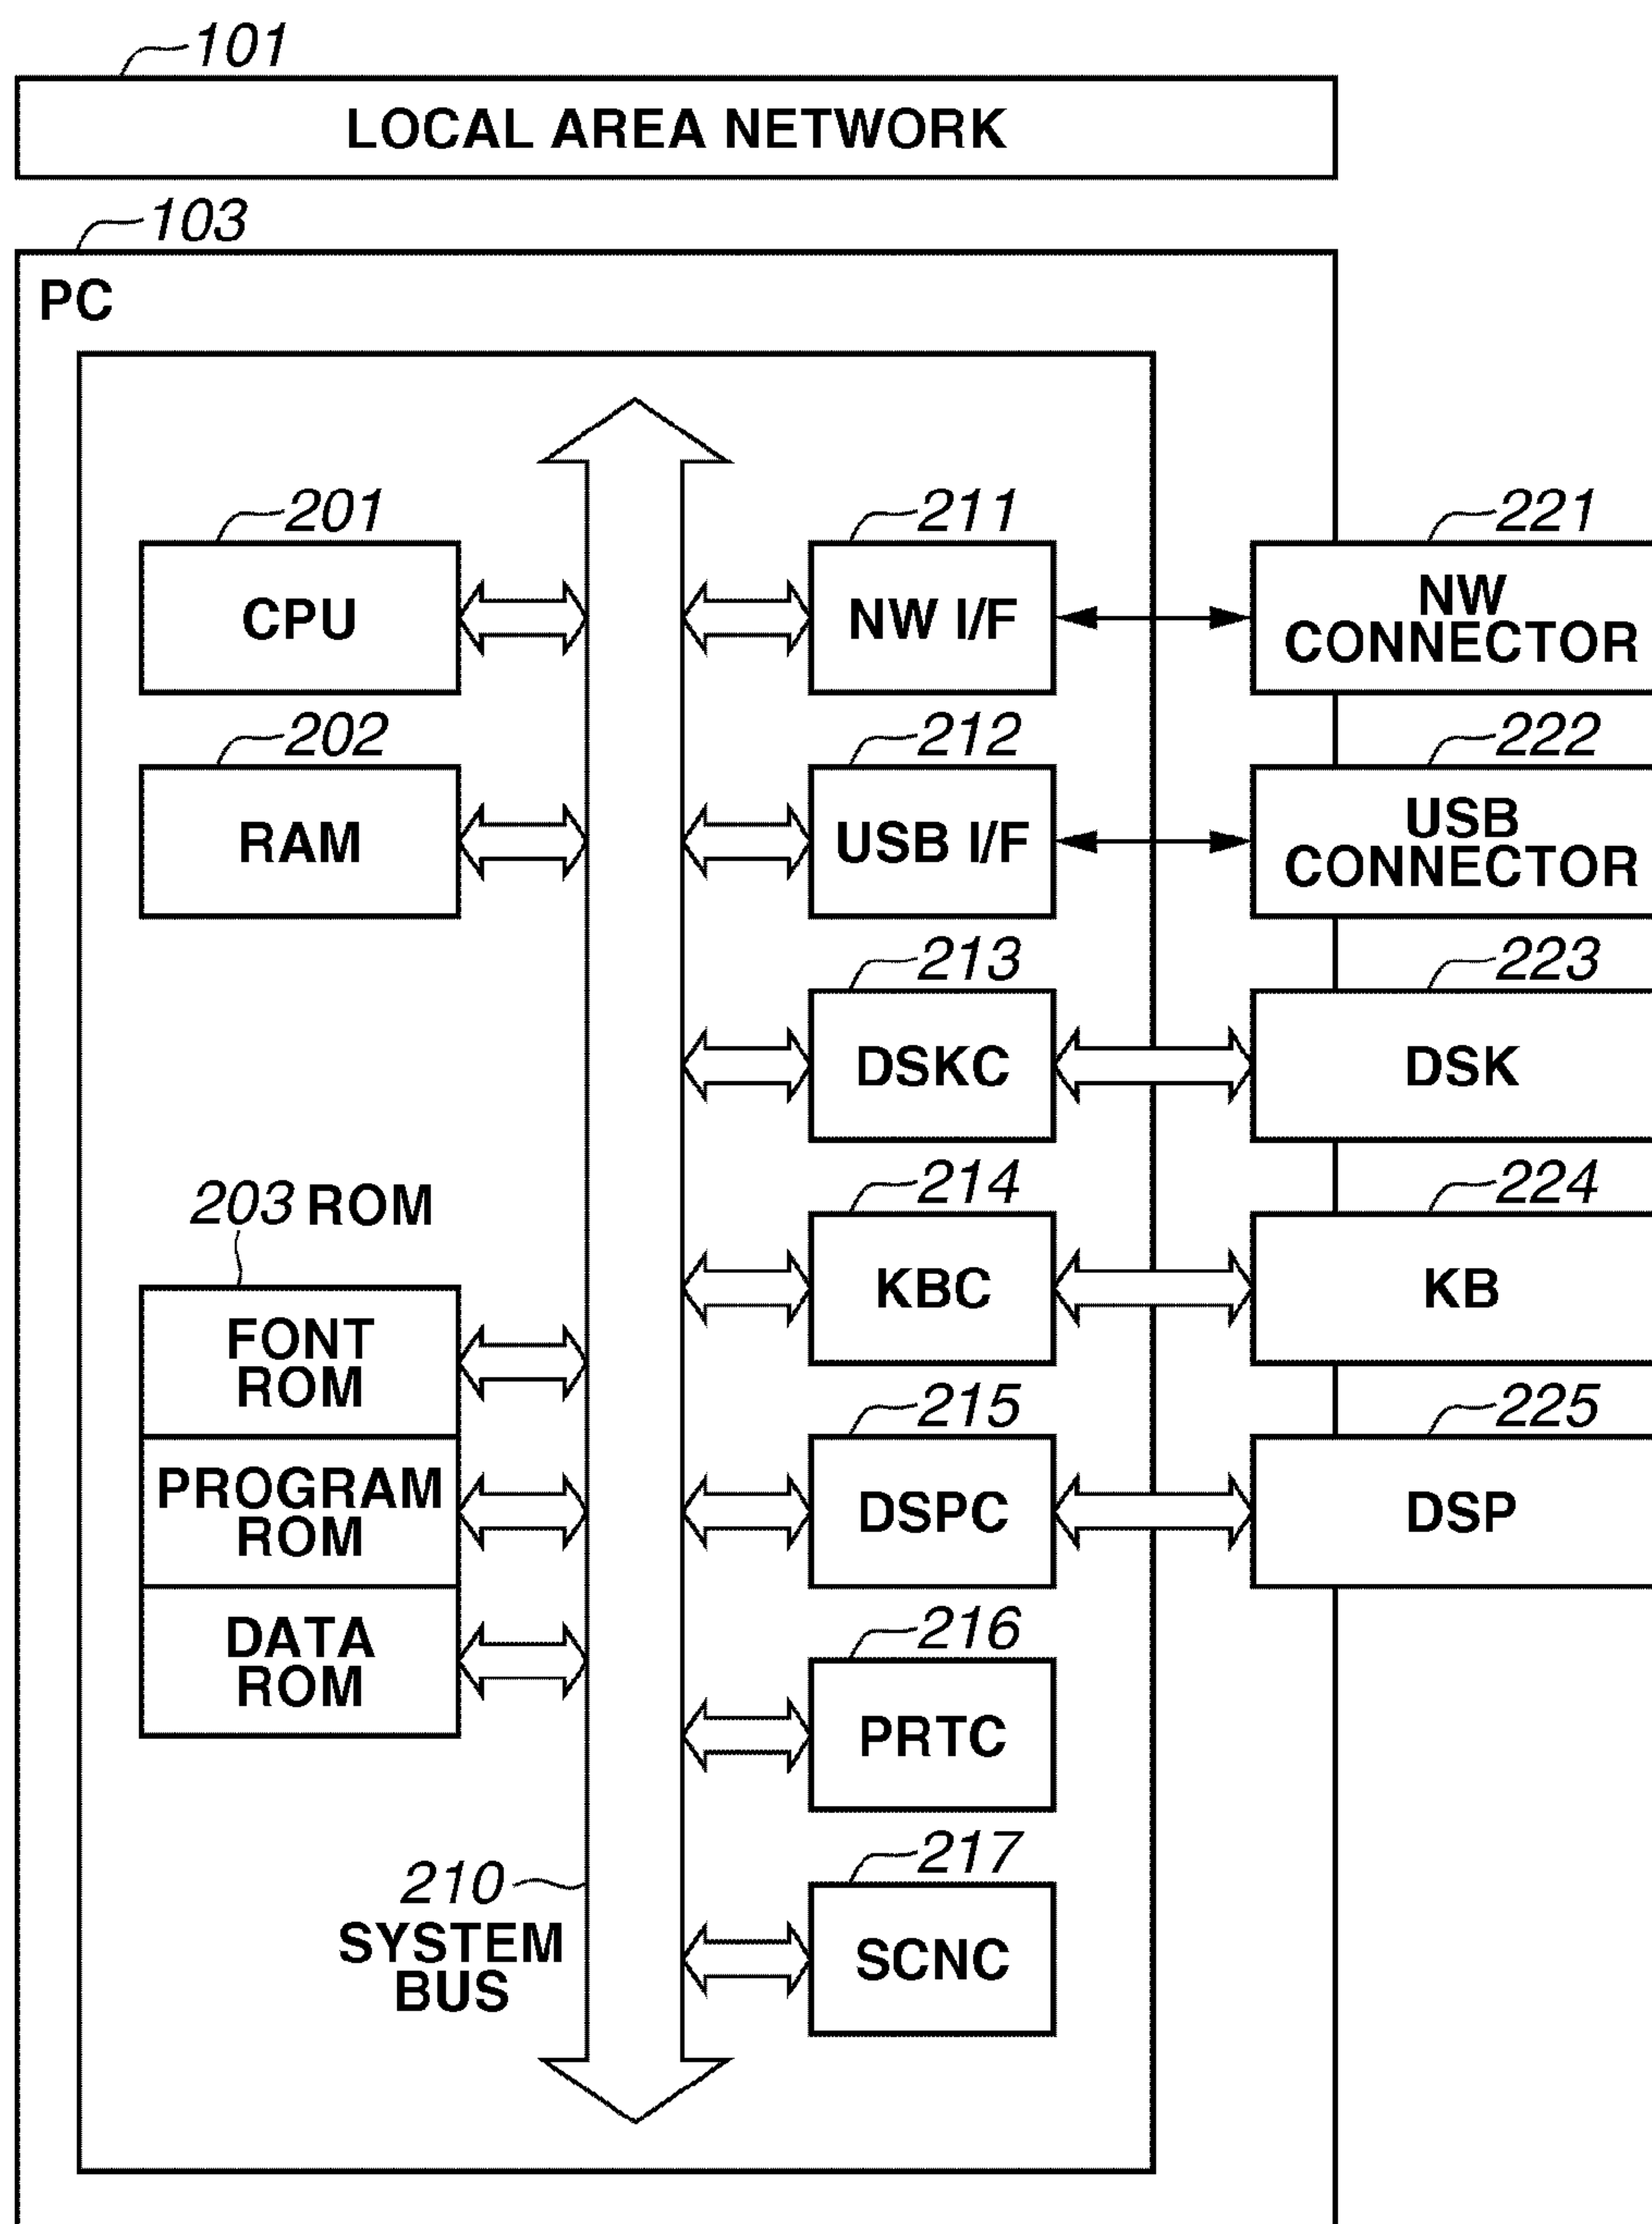 101
LOCAL AREA NETWORK
103
PC
201
CPU
211
NW I/F
221
NW
CONNECTOR
202
RAM
212
USB I/F
222
USB
CONNECTOR
213
DSKC
223
DSK
203 ROM
FONT
ROM
PROGRAM
ROM
DATA
ROM
214
KBC
224
KB
215
DSPC
225
DSP
216
PRTC
210
SYSTEM
BUS
217
SCNC